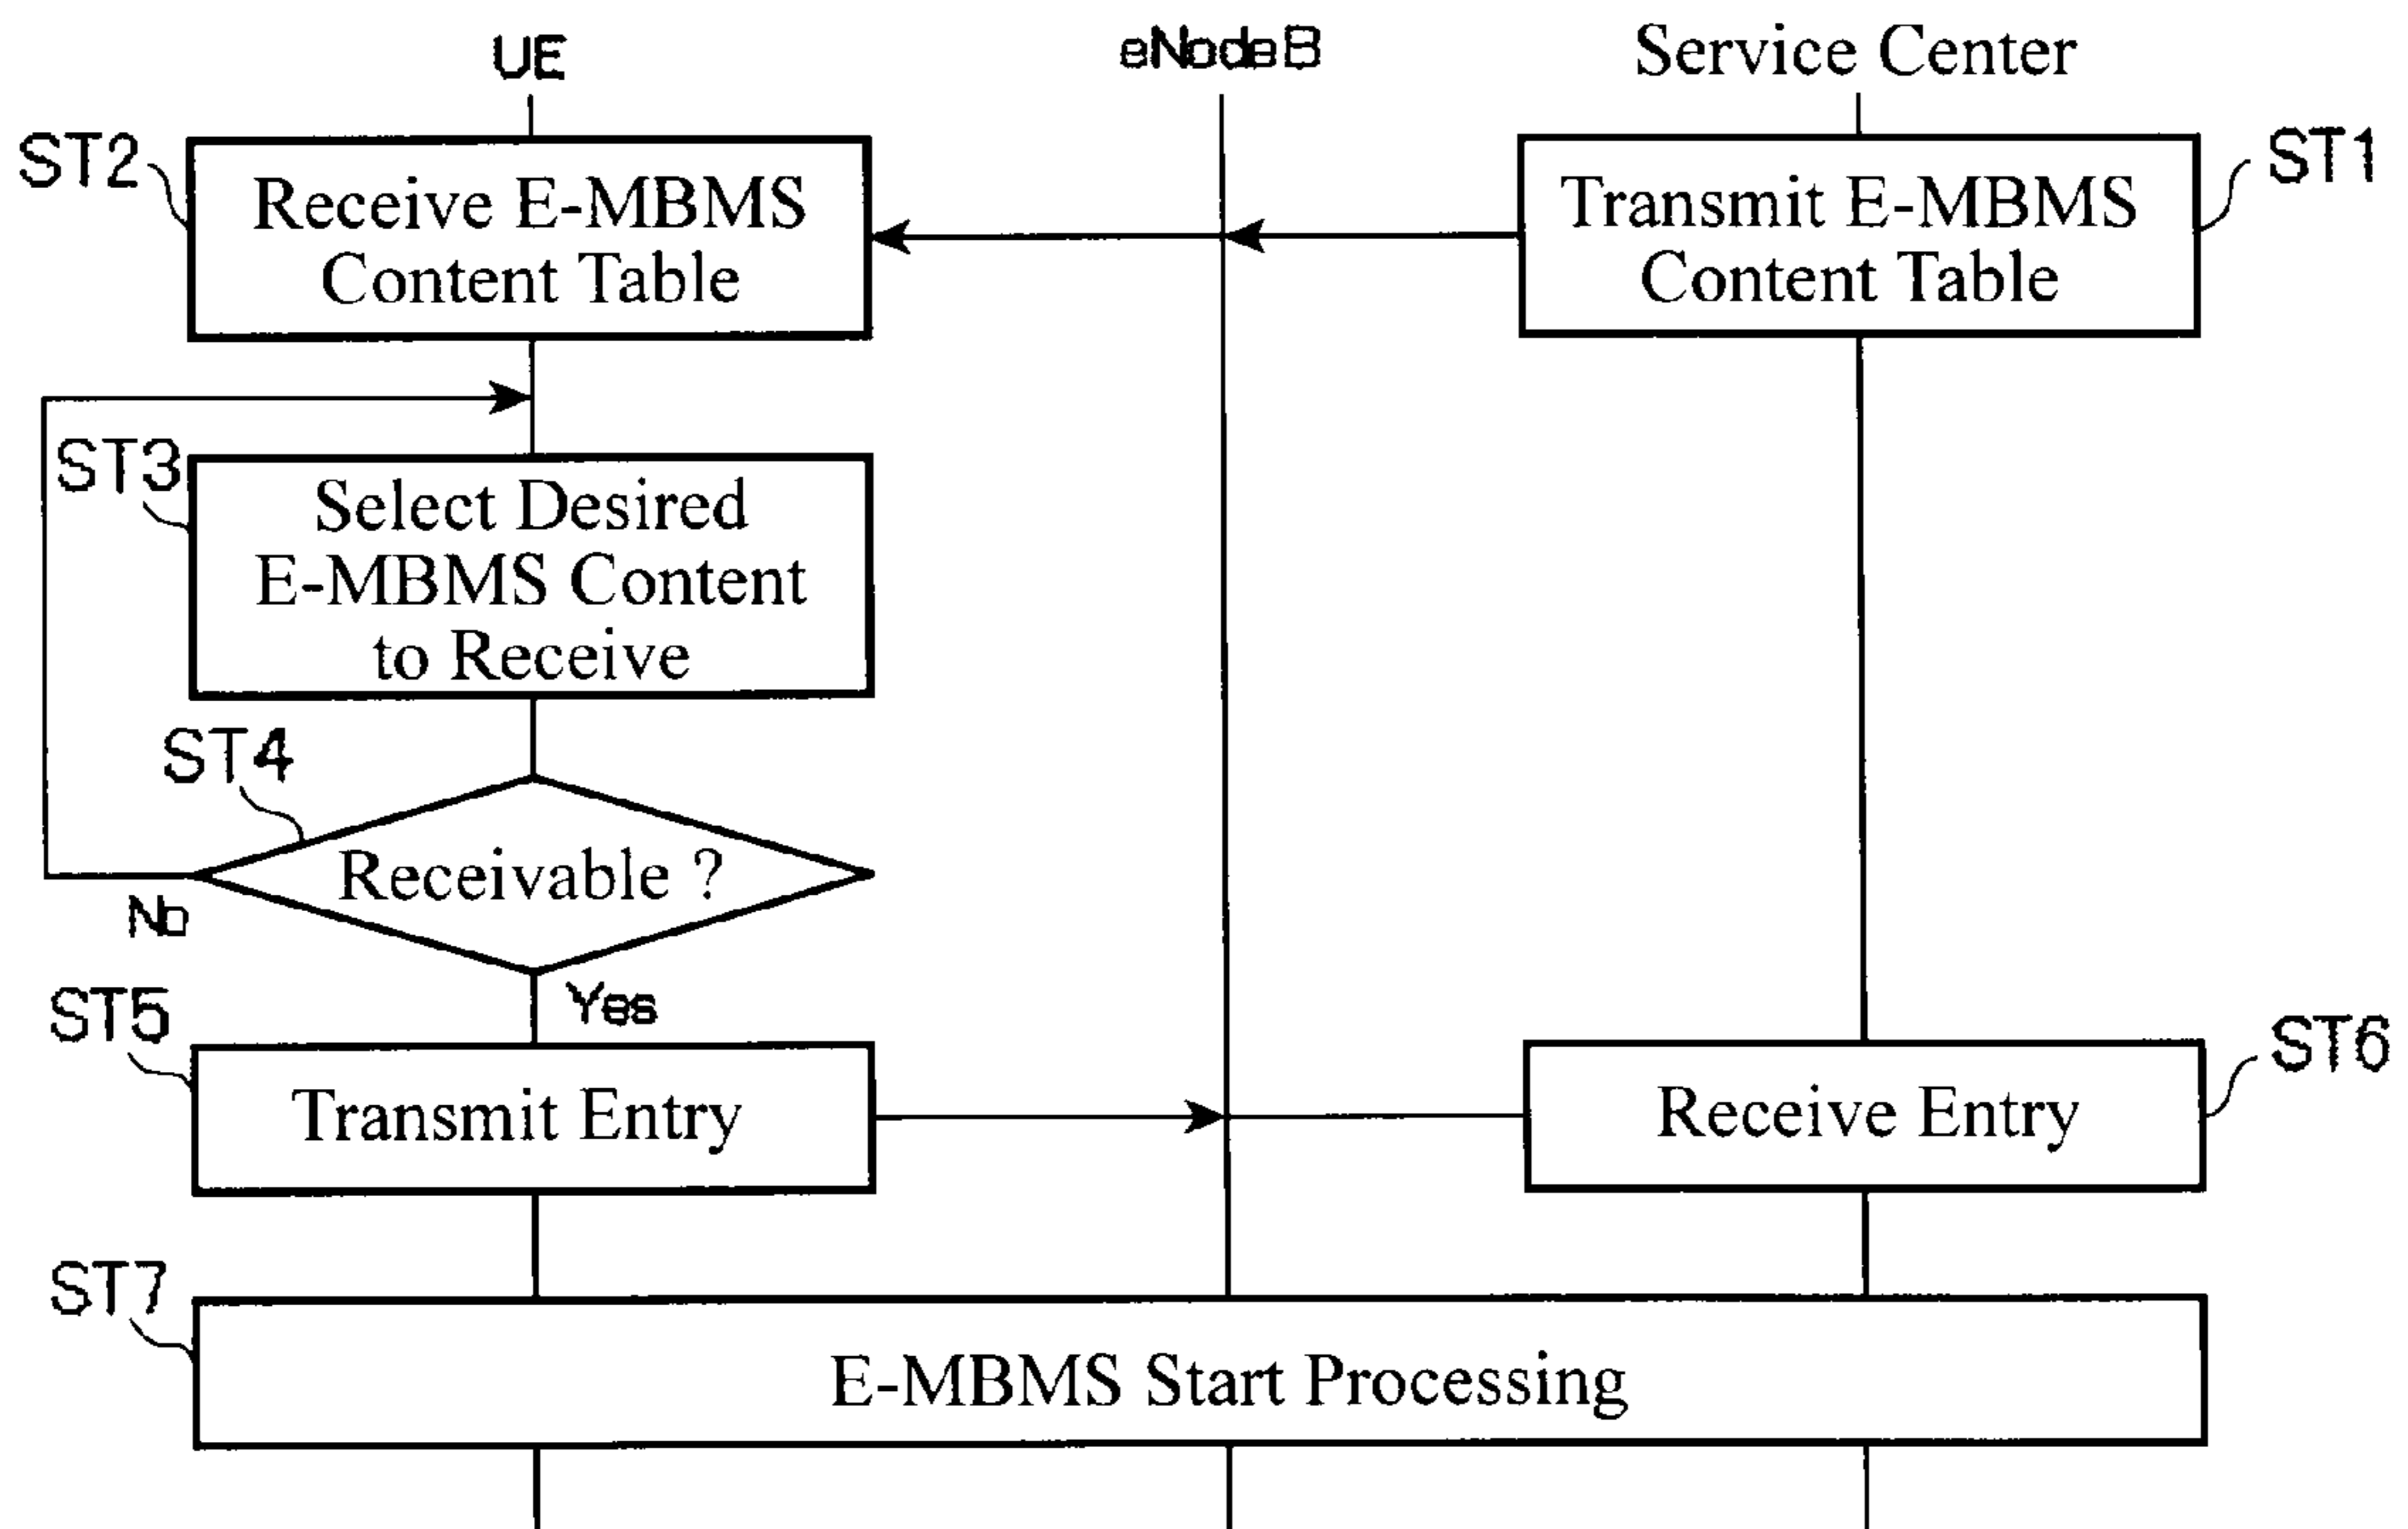 UE
eNodeB
Service Center
ST2
Receive E-MBMS
Content Table
Transmit E-MBMS
Content Table
ST1
ST3
Select Desired
E-MBMS Content
to Receive
ST4
Receivable ?
No
Yes
ST5
Transmit Entry
Receive Entry
ST6
ST7
E-MBMS Start Processing